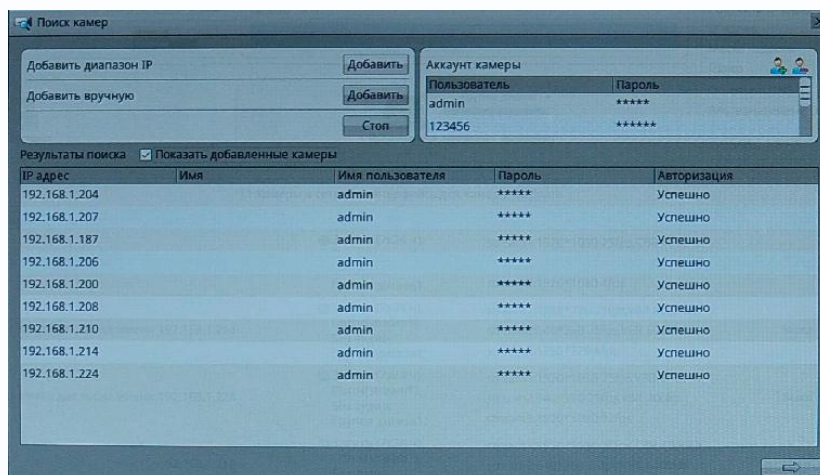 Поиск камер
Добавить диапазон IP Добавить
Добавить вручную Добавить
Стоп
Аккаунт камеры
Пользователь Пароль
admin *****
123456 ******
Результаты поиска Показать добавленные камеры
IP адрес Имя Имя пользователя Пароль Авторизация
192.168.1.204 admin ***** Успешно
192.168.1.207 admin ***** Успешно
192.168.1.187 admin ***** Успешно
192.168.1.206 admin ***** Успешно
192.168.1.200 admin ***** Успешно
192.168.1.208 admin ***** Успешно
192.168.1.210 admin ***** Успешно
192.168.1.214 admin ***** Успешно
192.168.1.224 admin ***** Успешно